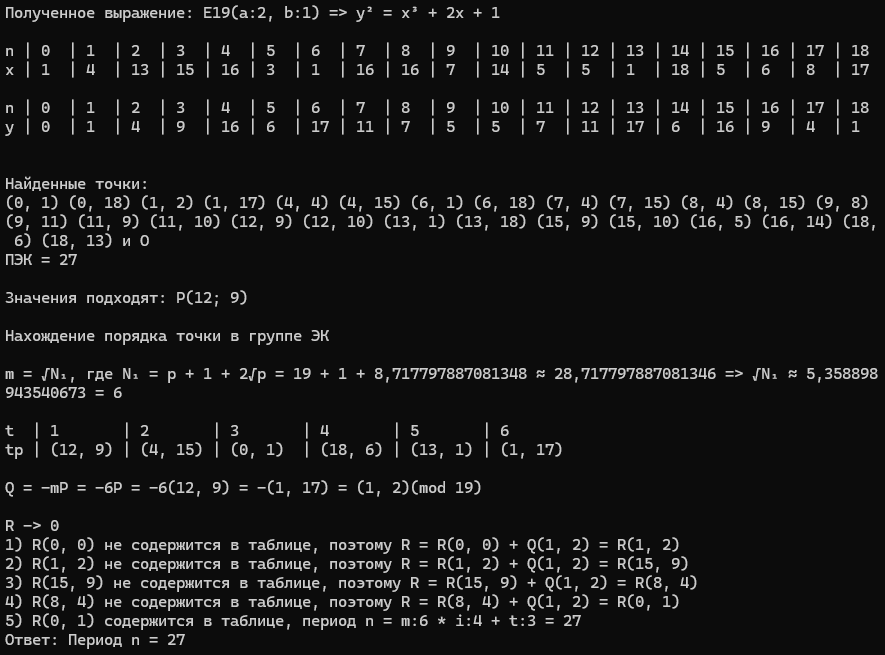 Полученное выражение: E19(a:2, b:1) => y² = x³ + 2x + 1
n | 0 | 1 | 2 | 3 | 4 | 5 | 6 | 7 | 8 | 9 | 10 | 11 | 12 | 13 | 14 | 15 | 16 | 17 | 18
x | 1 | 4 | 13 | 15 | 16 | 3 | 1 | 16 | 16 | 7 | 14 | 5 | 5 | 1 | 18 | 5 | 6 | 8 | 17
n | 0 | 1 | 2 | 3 | 4 | 5 | 6 | 7 | 8 | 9 | 10 | 11 | 12 | 13 | 14 | 15 | 16 | 17 | 18
y | 0 | 1 | 4 | 9 | 16 | 6 | 17 | 11 | 7 | 5 | 5 | 7 | 11 | 17 | 6 | 16 | 9 | 4 | 1
Найденные точки:
(0, 1) (0, 18) (1, 2) (1, 17) (4, 4) (4, 15) (6, 1) (6, 18) (7, 4) (7, 15) (8, 4) (8, 15) (9, 8)
(9, 11) (11, 9) (11, 10) (12, 9) (12, 10) (13, 1) (13, 18) (15, 9) (15, 10) (16, 5) (16, 14) (18,
6) (18, 13) и O
ПЭК = 27
Значения подходят: P(12; 9)
Нахождение порядка точки в группе ЭК
m = √N₁, где N₁ = p + 1 + 2√p = 19 + 1 + 8,717797887081348 ≈ 28,717797887081346 => √N₁ ≈ 5,358898
943540673 = 6
t | 1 | 2 | 3 | 4 | 5 | 6
tp | (12, 9) | (4, 15) | (0, 1) | (18, 6) | (13, 1) | (1, 17)
Q = -mP = -6P = -6(12, 9) = -(1, 17) = (1, 2)(mod 19)
R -> 0
1) R(0, 0) не содержится в таблице, поэтому R = R(0, 0) + Q(1, 2) = R(1, 2)
2) R(1, 2) не содержится в таблице, поэтому R = R(1, 2) + Q(1, 2) = R(15, 9)
3) R(15, 9) не содержится в таблице, поэтому R = R(15, 9) + Q(1, 2) = R(8, 4)
4) R(8, 4) не содержится в таблице, поэтому R = R(8, 4) + Q(1, 2) = R(0, 1)
5) R(0, 1) содержится в таблице, период n = m:6 * i:4 + t:3 = 27
Ответ: Период n = 27